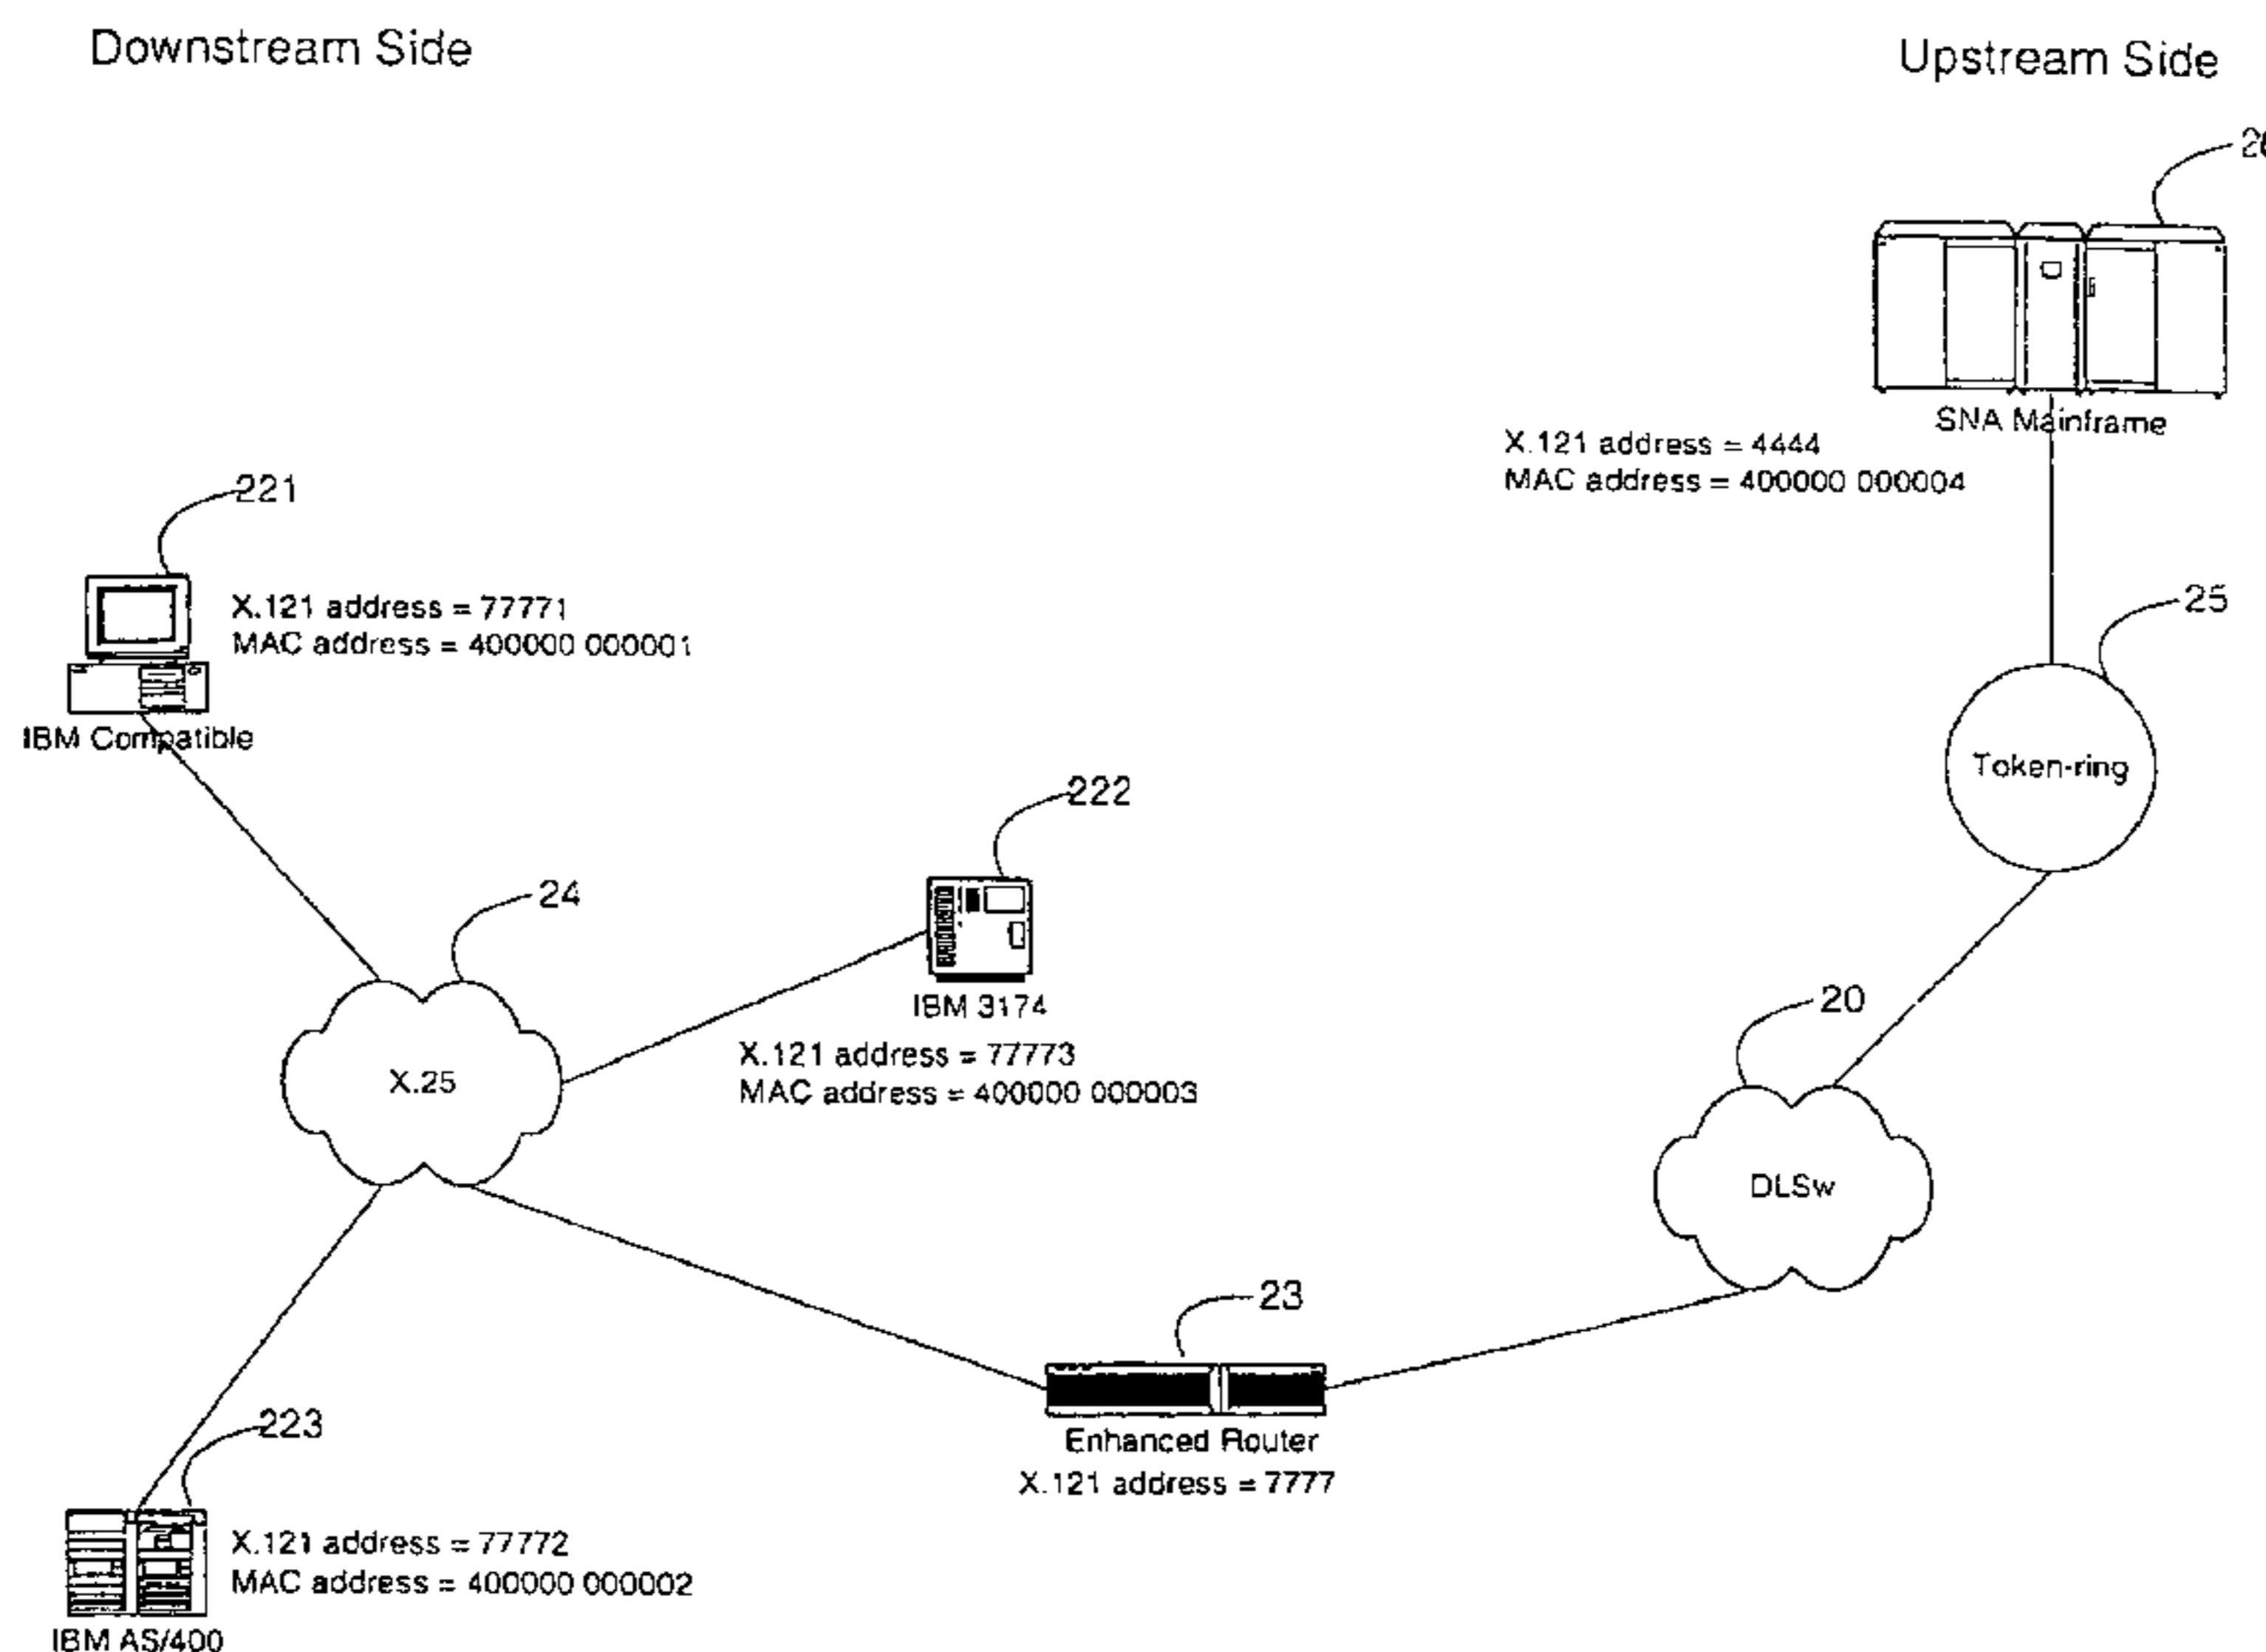 Downstream Side
Upstream Side
SNA Mainframe
X.121 address = 4444
MAC address = 400000 000004
221
X.121 address = 77771
MAC address = 400000 000001
IBM Compatible
25
Token-ring
222
IBM 3174
X.121 address = 77773
MAC address = 400000 000003
24
X.25
20
DLSw
23
Enhanced Router
X.121 address = 7777
223
X.121 address = 77772
MAC address = 400000 000002
IBM AS/400